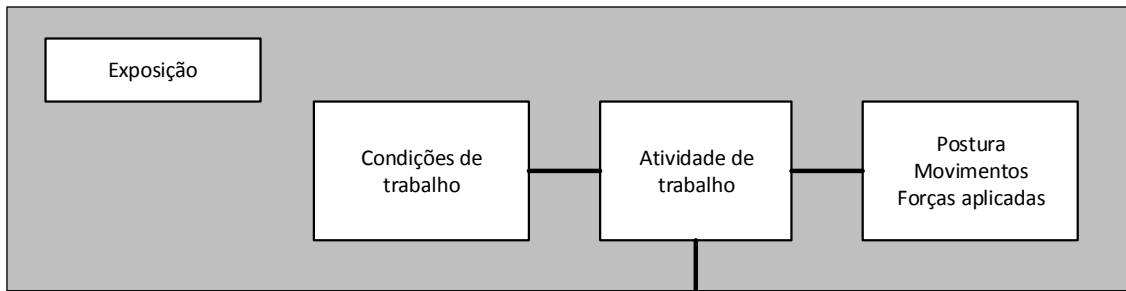 Exposição
Condições de
trabalho
Atividade de
trabalho
Postura
Movimentos
Forças aplicadas